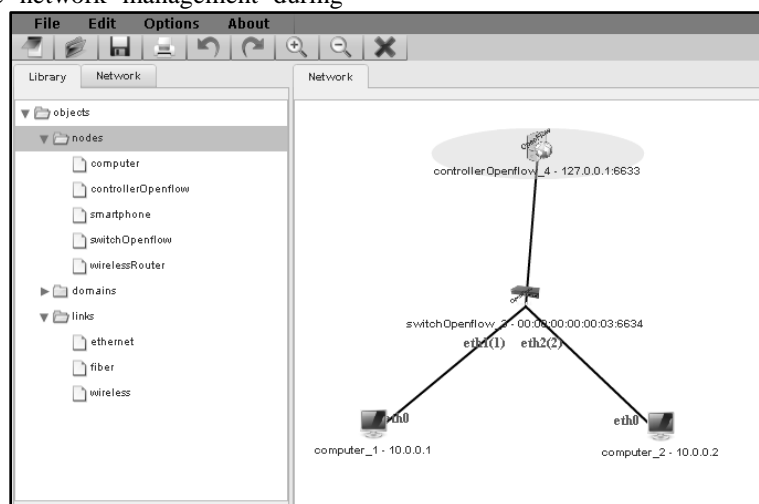 network management during
File Edit Options About
Library Network
Network
objects
nodes
computer
controllerOpenflow
smartphone
switchOpenflow
wirelessRouter
domains
links
ethernet
fiber
wireless
controllerOpenflow_4 - 127.0.0.1:6633
switchOpenflow_3 - 00:00:00:00:00:03:6634
eth1(1) eth2(2)
eth0
eth0
computer_1 - 10.0.0.1
computer_2 - 10.0.0.2